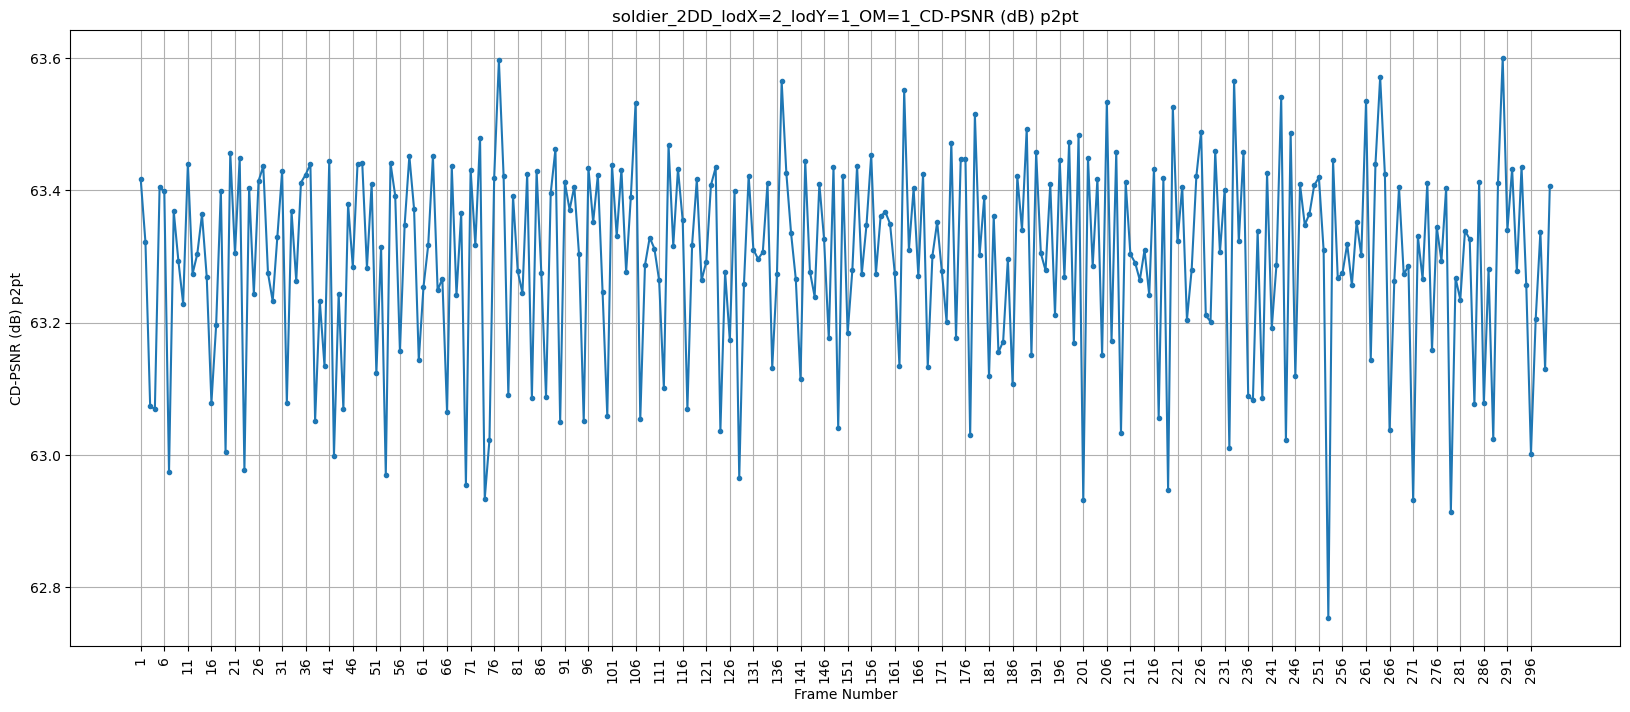 soldier_2DD_lodX=2_lodY=1_OM=1_CD-PSNR (dB) p2pt
CD-PSNR (dB) p2pt
63.6
63.4
63.2
63.0
62.8
1 6 11 16 21 26 31 36 41 46 51 56 61 66 71 76 81 86 91 96 101 106 111 116 121 126 131 136 141 146 151 156 161 166 171 176 181 186 191 196 201 206 211 216 221 226 231 236 241 246 251 256 261 266 271 276 281 286 291 296
Frame Number